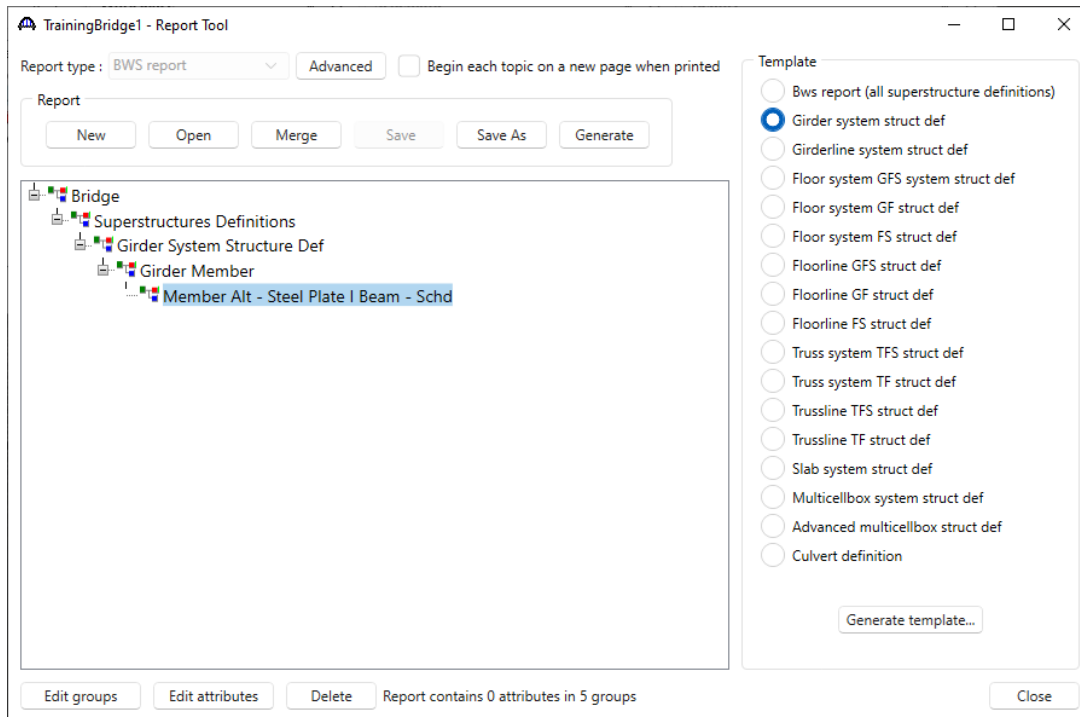 TrainingBridge1 - Report Tool
Report type : BWS report Advanced Begin each topic on a new page when printed
Report
New Open Merge Save Save As Generate
Bridge
Superstructures Definitions
Girder System Structure Def
Girder Member
Member Alt - Steel Plate I Beam - Schd
Template
Bws report (all superstructure definitions)
Girder system struct def
Girderline system struct def
Floor system GFS system struct def
Floor system GF struct def
Floor system FS struct def
Floorline GFS struct def
Floorline GF struct def
Floorline FS struct def
Truss system TFS struct def
Truss system TF struct def
Trussline TFS struct def
Trussline TF struct def
Slab system struct def
Multicellbox system struct def
Advanced multicellbox struct def
Culvert definition
Generate template...
Edit groups Edit attributes Delete Report contains 0 attributes in 5 groups Close